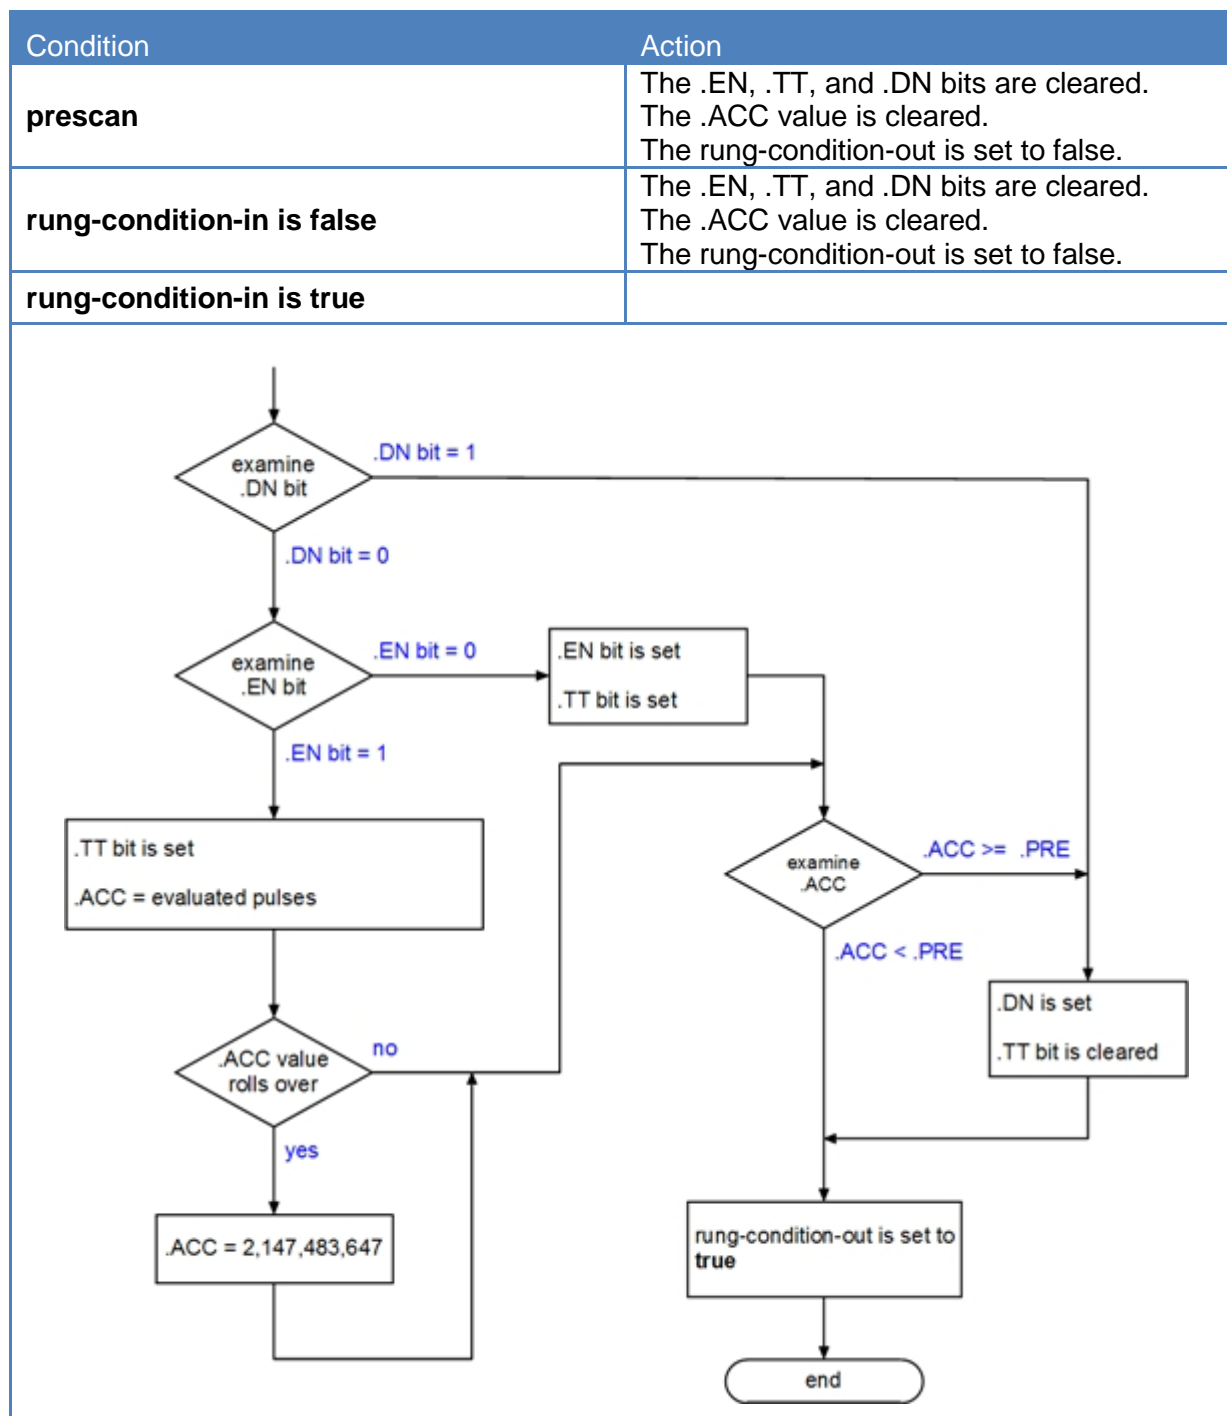 Condition
Action
prescan
The .EN, .TT, and .DN bits are cleared.
The .ACC value is cleared.
The rung-condition-out is set to false.
rung-condition-in is false
The .EN, .TT, and .DN bits are cleared.
The .ACC value is cleared.
The rung-condition-out is set to false.
rung-condition-in is true
examine
.DN bit
.DN bit = 1
.DN bit = 0
examine
.EN bit
.EN bit = 0
.EN bit is set
.TT bit is set
.EN bit = 1
.TT bit is set
.ACC = evaluated pulses
examine
.ACC
.ACC >= .PRE
.ACC < .PRE
.DN is set
.TT bit is cleared
.ACC value
rolls over
no
yes
.ACC = 2,147,483,647
rung-condition-out is set to
true
end